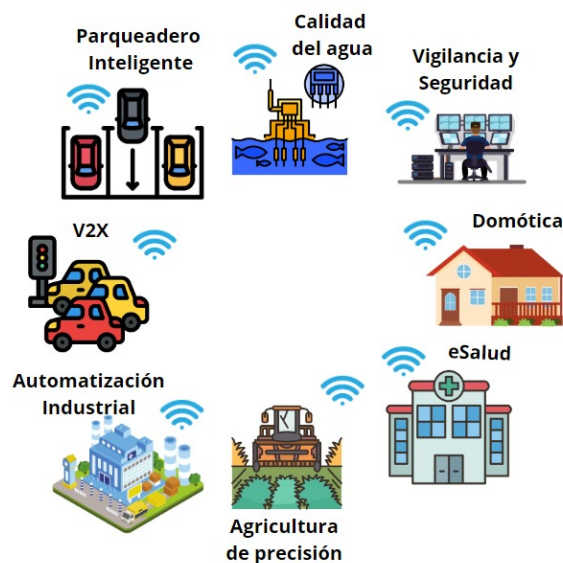 Parqueadero
Inteligente
Calidad
del agua
Vigilancia y
Seguridad
V2X
Domótica
Automatización
Industrial
eSalud
Agricultura
de precisión